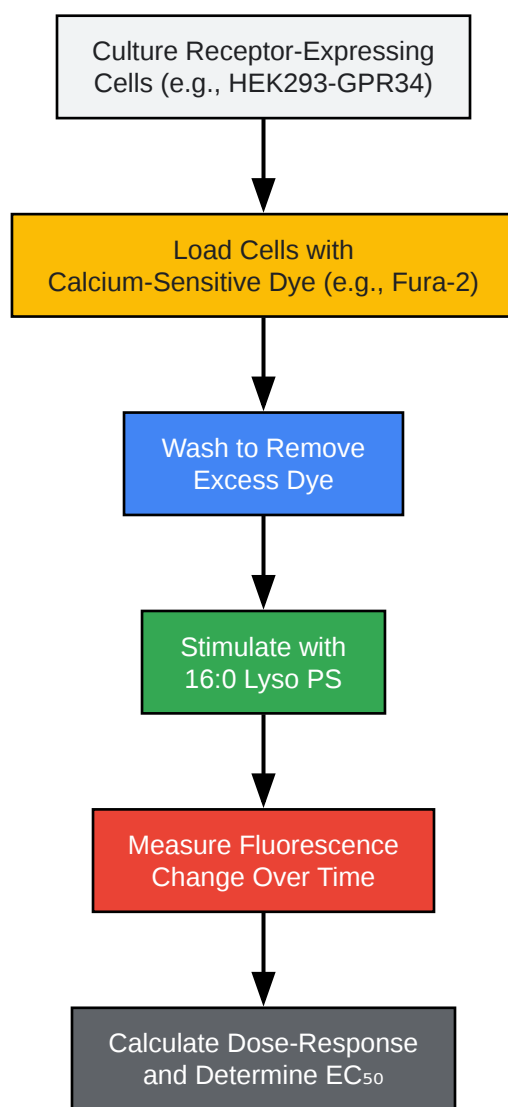 Culture Receptor-Expressing
Cells (e.g., HEK293-GPR34)
Load Cells with
Calcium-Sensitive Dye (e.g., Fura-2)
Wash to Remove
Excess Dye
Stimulate with
16:0 Lyso PS
Measure Fluorescence
Change Over Time
Calculate Dose-Response
and Determine EC₅₀